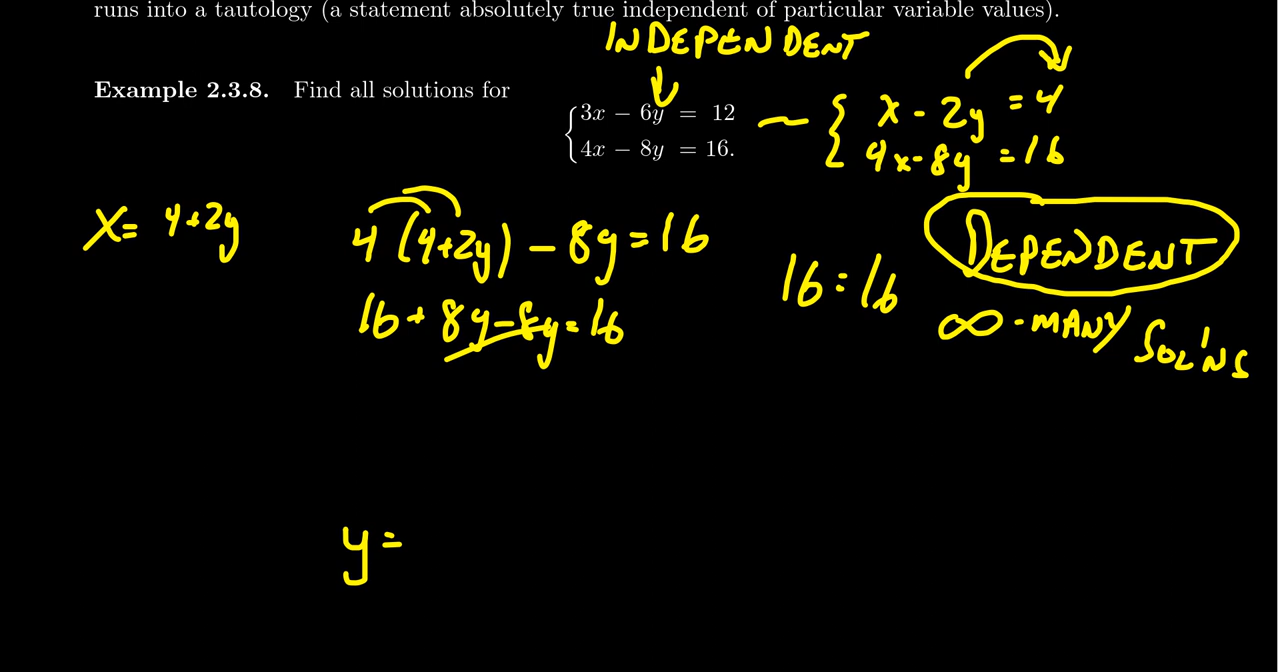 runs into a tautology (a statement absolutely true independent of particular variable values).
INDEPENDENT
Example 2.3.8. Find all solutions for
3x − 6y = 12
4x − 8y = 16.
~ { x - 2y = 4
4x - 8y = 16
x = 4+2y
4(4+2y) - 8y = 16
16 + 8y - 8y = 16
16 = 16
DEPENDENT
∞-MANY SOL'NS
y =